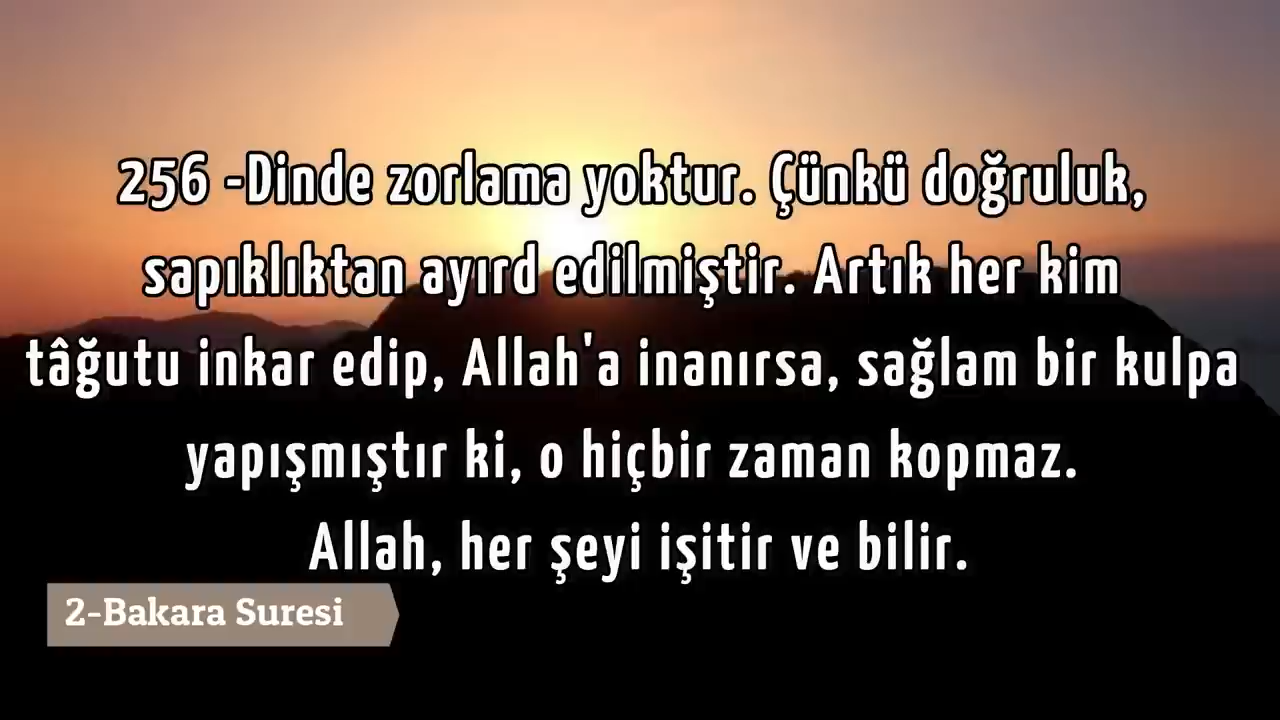 256 -Dinde zorlama yoktur. Çünkü doğruluk,
sapıklıktan ayırd edilmiştir. Artık her kim
tâğutu inkar edip, Allah'a inanırsa, sağlam bir kulpa
yapışmıştır ki, o hiçbir zaman kopmaz.
Allah, her şeyi işitir ve bilir.
2-Bakara Suresi